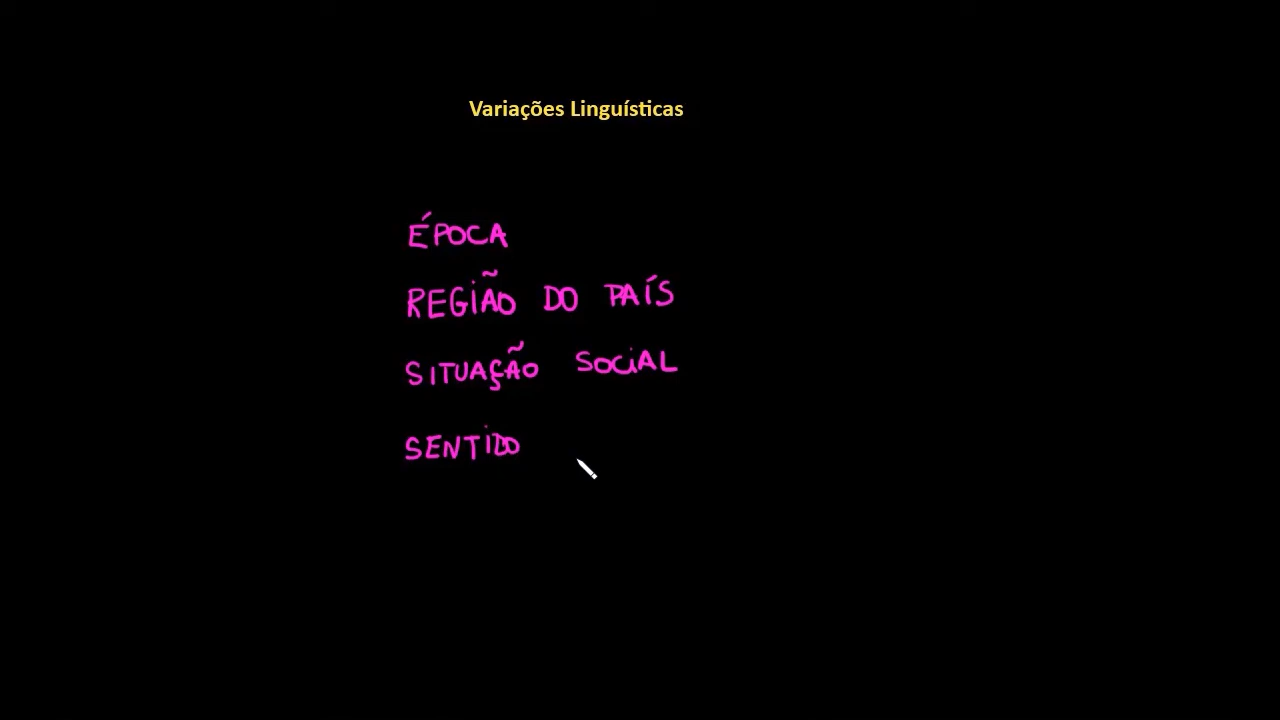 Variações Linguísticas
ÉPOCA
REGIÃO DO PAÍS
SITUAÇÃO SOCIAL
SENTIDO